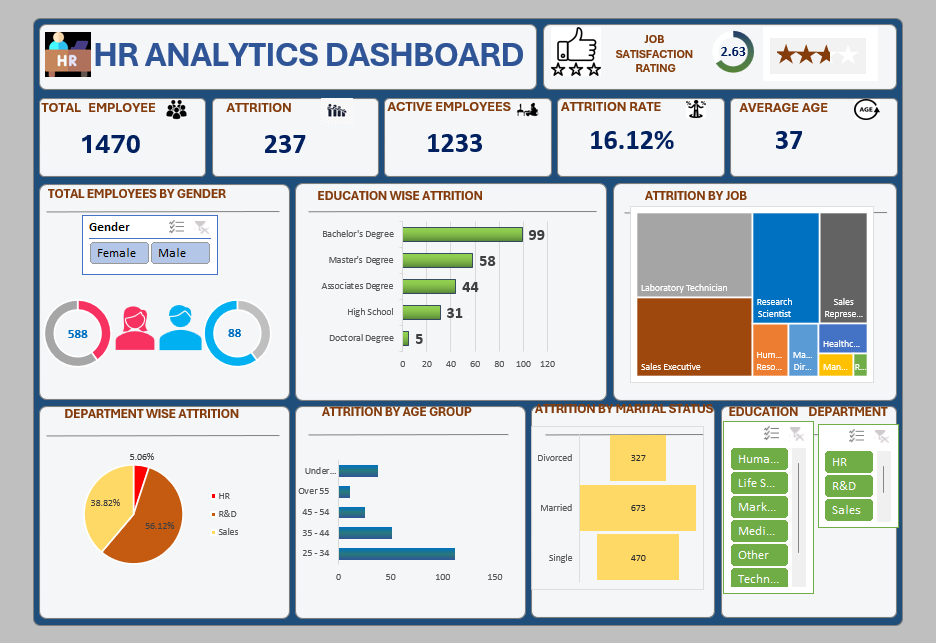 HR
HR ANALYTICS DASHBOARD
JOB
SATISFACTION
RATING
2.63
TOTAL EMPLOYEE
1470
ATTRITION
237
ACTIVE EMPLOYEES
1233
ATTRITION RATE
16.12%
AVERAGE AGE
AGE
37
TOTAL EMPLOYEES BY GENDER
Gender
Female
Male
588
88
EDUCATION WISE ATTRITION
Bachelor's Degree
99
Master's Degree
58
Associates Degree
44
High School
31
Doctoral Degree
5
0 20 40 60 80 100 120
ATTRITION BY JOB
Laboratory Technician
Sales Executive
Research
Scientist
Sales
Represe...
Hum...
Reso...
Ma...
Dir...
Healthc...
Man...
R...
DEPARTMENT WISE ATTRITION
5.06%
38.82%
56.12%
HR
R&D
Sales
ATTRITION BY AGE GROUP
Under...
Over 55
45 - 54
35 - 44
25 - 34
0 50 100 150
ATTRITION BY MARITAL STATUS
Divorced
327
Married
673
Single
470
EDUCATION
Huma...
Life S...
Mark...
Medi...
Other
Techn...
DEPARTMENT
HR
R&D
Sales